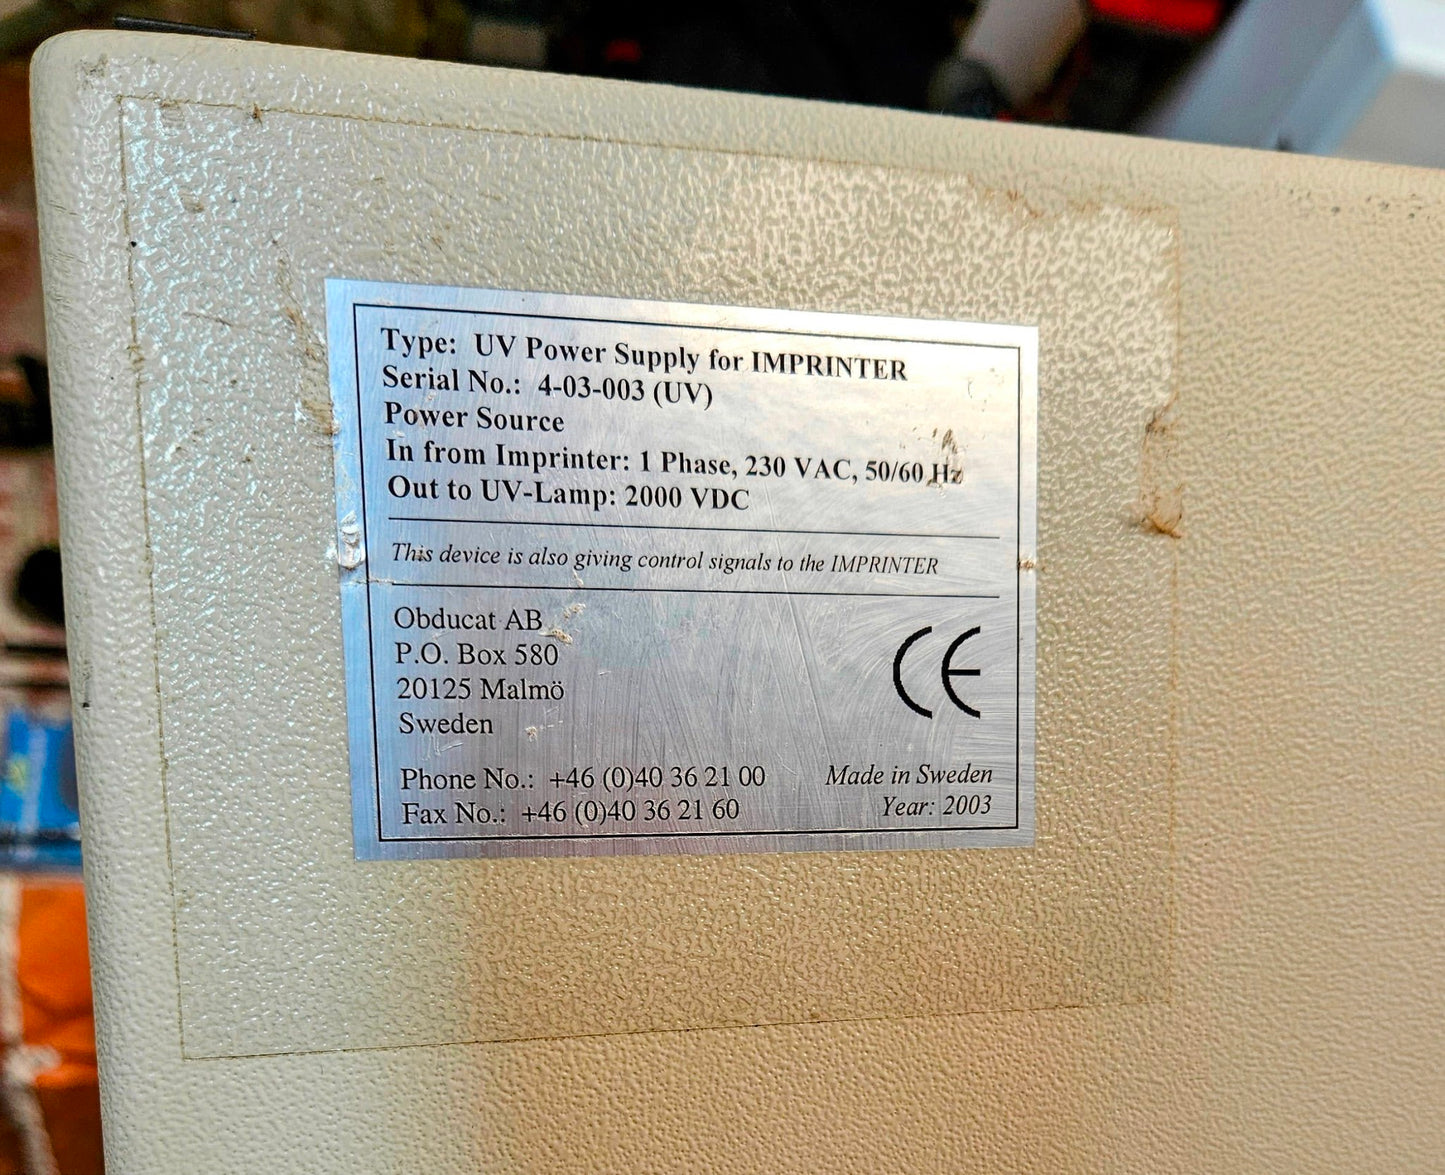 Type: UV Power Supply for IMPRINTER
Serial No.: 4-03-003 (UV)
Power Source
In from Imprinter: 1 Phase, 230 VAC, 50/60 Hz
Out to UV-Lamp: 2000 VDC
This device is also giving control signals to the IMPRINTER
Obducat AB
P.O. Box 580
20125 Malmö
Sweden
CE
Phone No.: +46 (0)40 36 21 00
Fax No.: +46 (0)40 36 21 60
Made in Sweden
Year: 2003